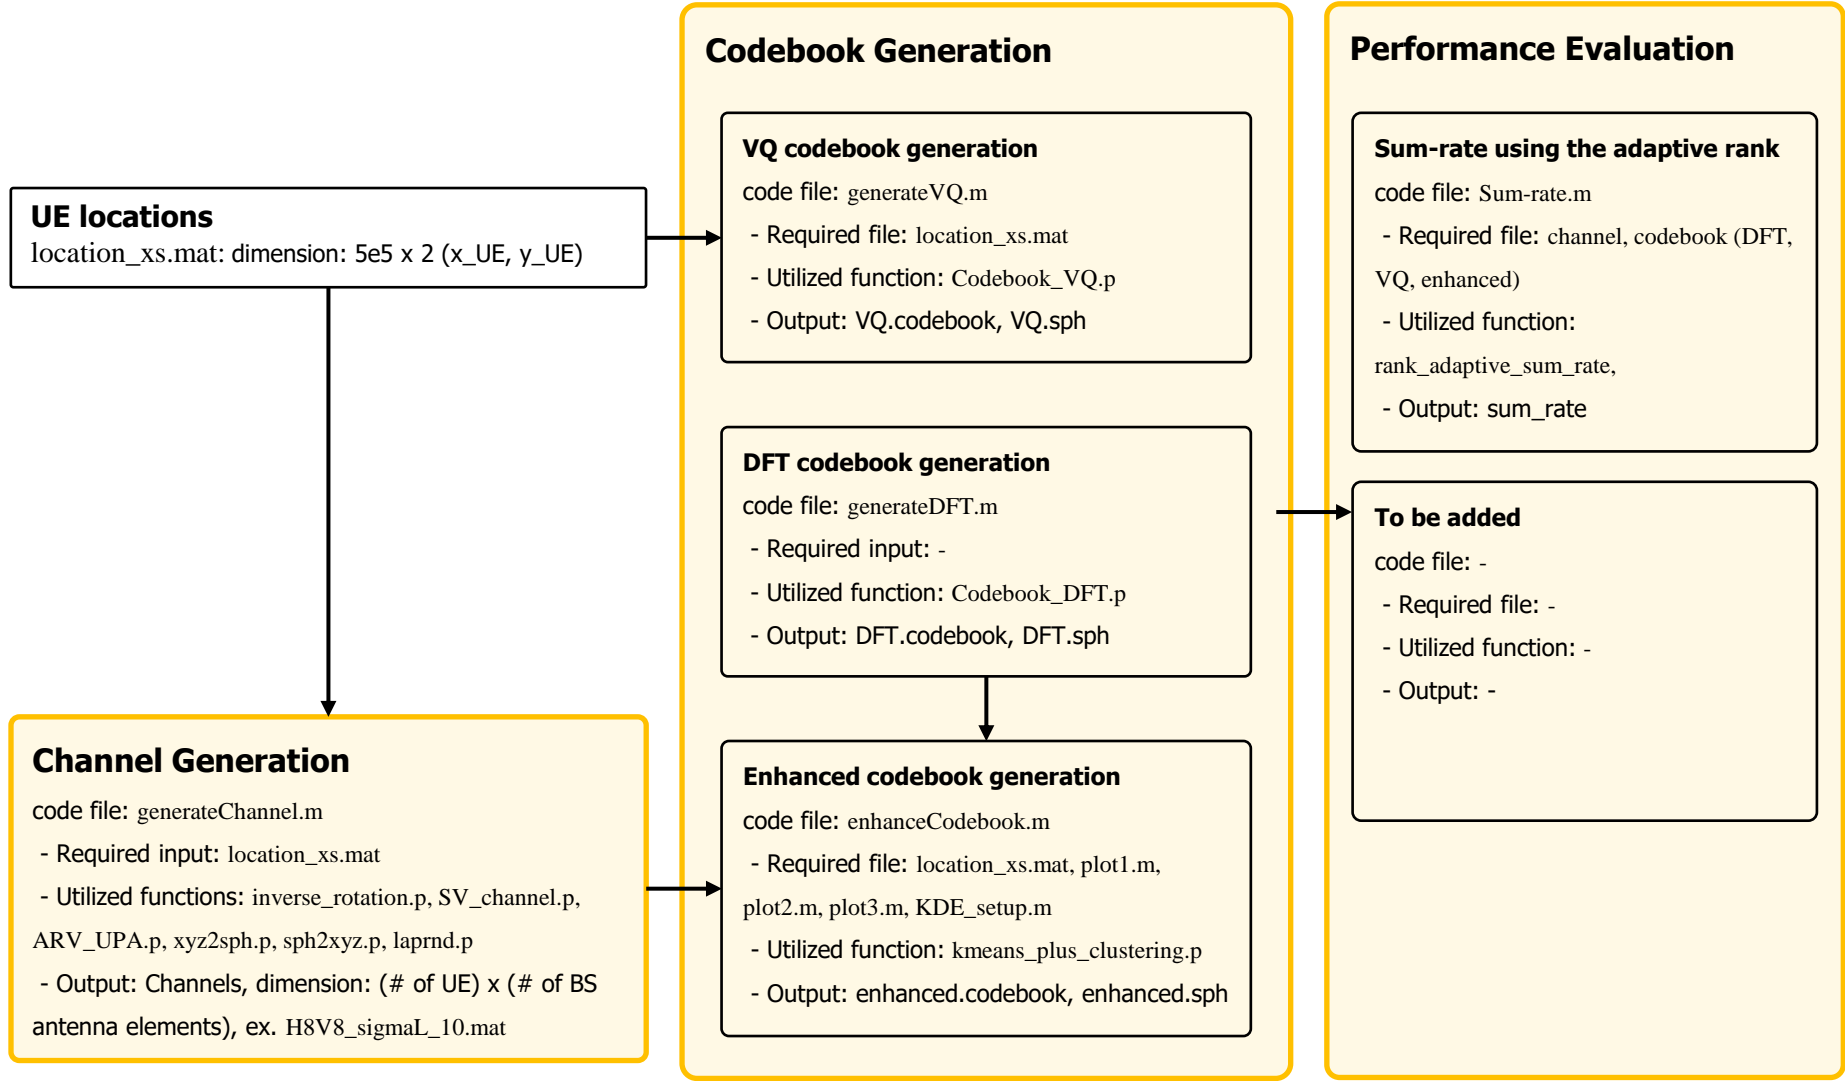 UE locations
location_xs.mat: dimension: 5e5 x 2 (x_UE, y_UE)
Channel Generation
code file: generateChannel.m
- Required input: location_xs.mat
- Utilized functions: inverse_rotation.p, SV_channel.p,
ARV_UPA.p, xyz2sph.p, sph2xyz.p, laprnd.p
- Output: Channels, dimension: (# of UE) x (# of BS
antenna elements), ex. H8V8_sigmaL_10.mat
Codebook Generation
VQ codebook generation
code file: generateVQ.m
- Required file: location_xs.mat
- Utilized function: Codebook_VQ.p
- Output: VQ.codebook, VQ.sph
DFT codebook generation
code file: generateDFT.m
- Required input: -
- Utilized function: Codebook_DFT.p
- Output: DFT.codebook, DFT.sph
Enhanced codebook generation
code file: enhanceCodebook.m
- Required file: location_xs.mat, plot1.m,
plot2.m, plot3.m, KDE_setup.m
- Utilized function: kmeans_plus_clustering.p
- Output: enhanced.codebook, enhanced.sph
Performance Evaluation
Sum-rate using the adaptive rank
code file: Sum-rate.m
- Required file: channel, codebook (DFT,
VQ, enhanced)
- Utilized function:
rank_adaptive_sum_rate,
- Output: sum_rate
To be added
code file: -
- Required file: -
- Utilized function: -
- Output: -